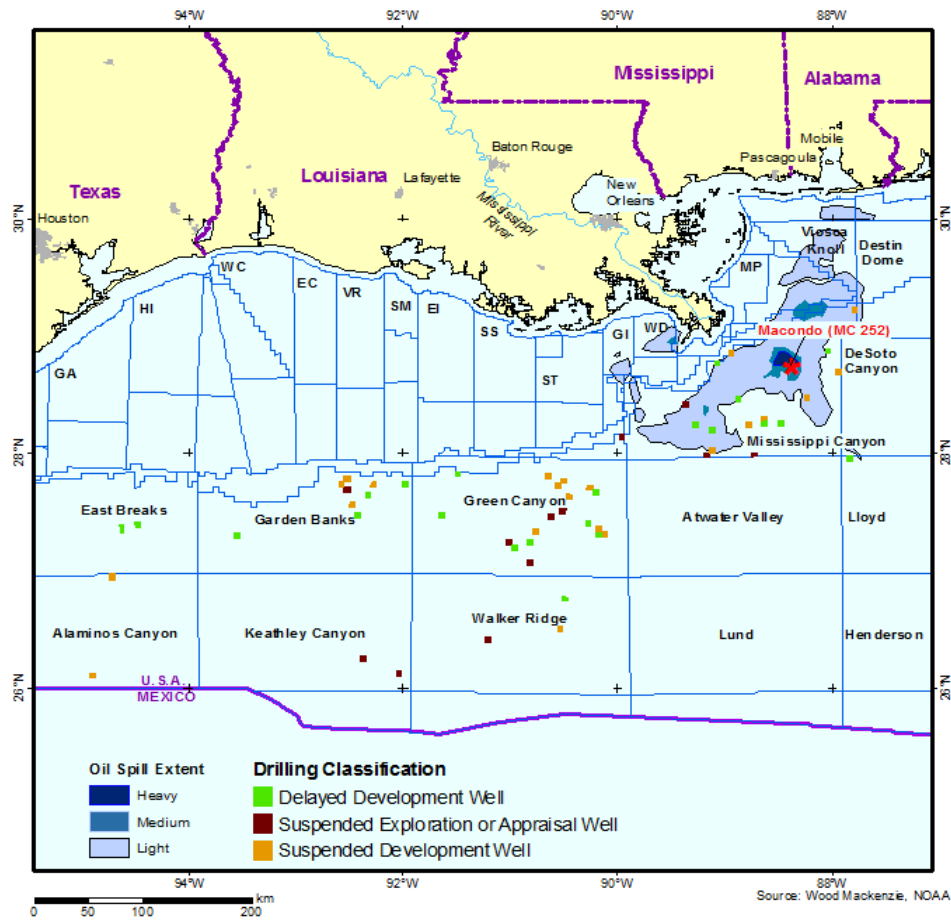 94°W 92°W 90°W 88°W
Mississippi
Alabama
Mobile
Baton Rouge
Pascagoula
Louisiana
Lafayette
Texas
New
Orleans
Houston
Mississippi
River
30°N 30°N
Viosca
Knoll
Destin
Dome
WC
MP
EC
VR
HI
SM
EI
SS
GI
WD
Macondo (MC 252)
GA
ST
DeSoto
Canyon
Mississippi Canyon
28°N 28°N
East Breaks
Garden Banks
Green Canyon
Atwater Valley
Lloyd
Walker Ridge
Alaminos Canyon
Keathley Canyon
Lund
Henderson
U.S.A.
MEXICO
26°N 26°N
Oil Spill Extent
Heavy
Medium
Light
Drilling Classification
Delayed Development Well
Suspended Exploration or Appraisal Well
Suspended Development Well
94°W 92°W 90°W 88°W
km
0 50 100 200
Source: Wood Mackenzie, NOAA